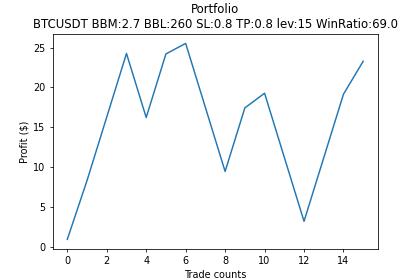 Portfolio
BTCUSDT BBM:2.7 BBL:260 SL:0.8 TP:0.8 lev:15 WinRatio:69.0
25
20
15
10
5
0
Profit ($)
0 2 4 6 8 10 12 14
Trade counts